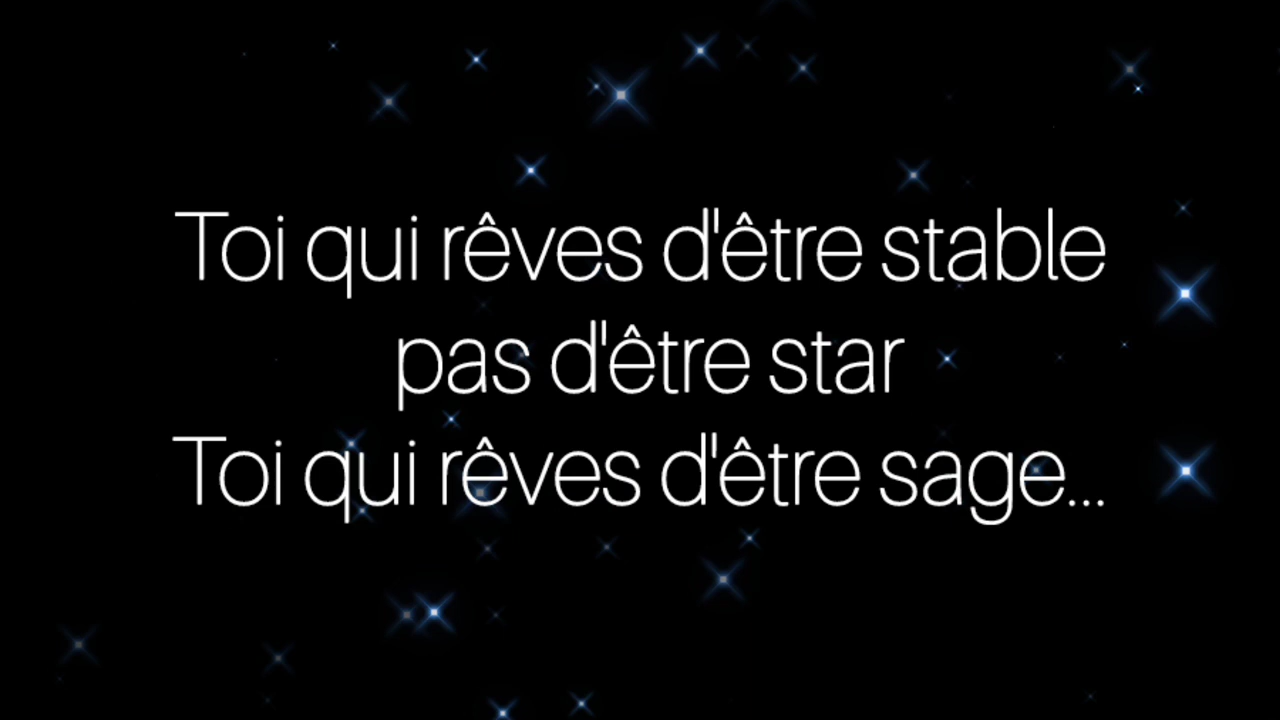 Toi qui rêves d'être stable
pas d'être star
Toi qui rêves d'être sage...